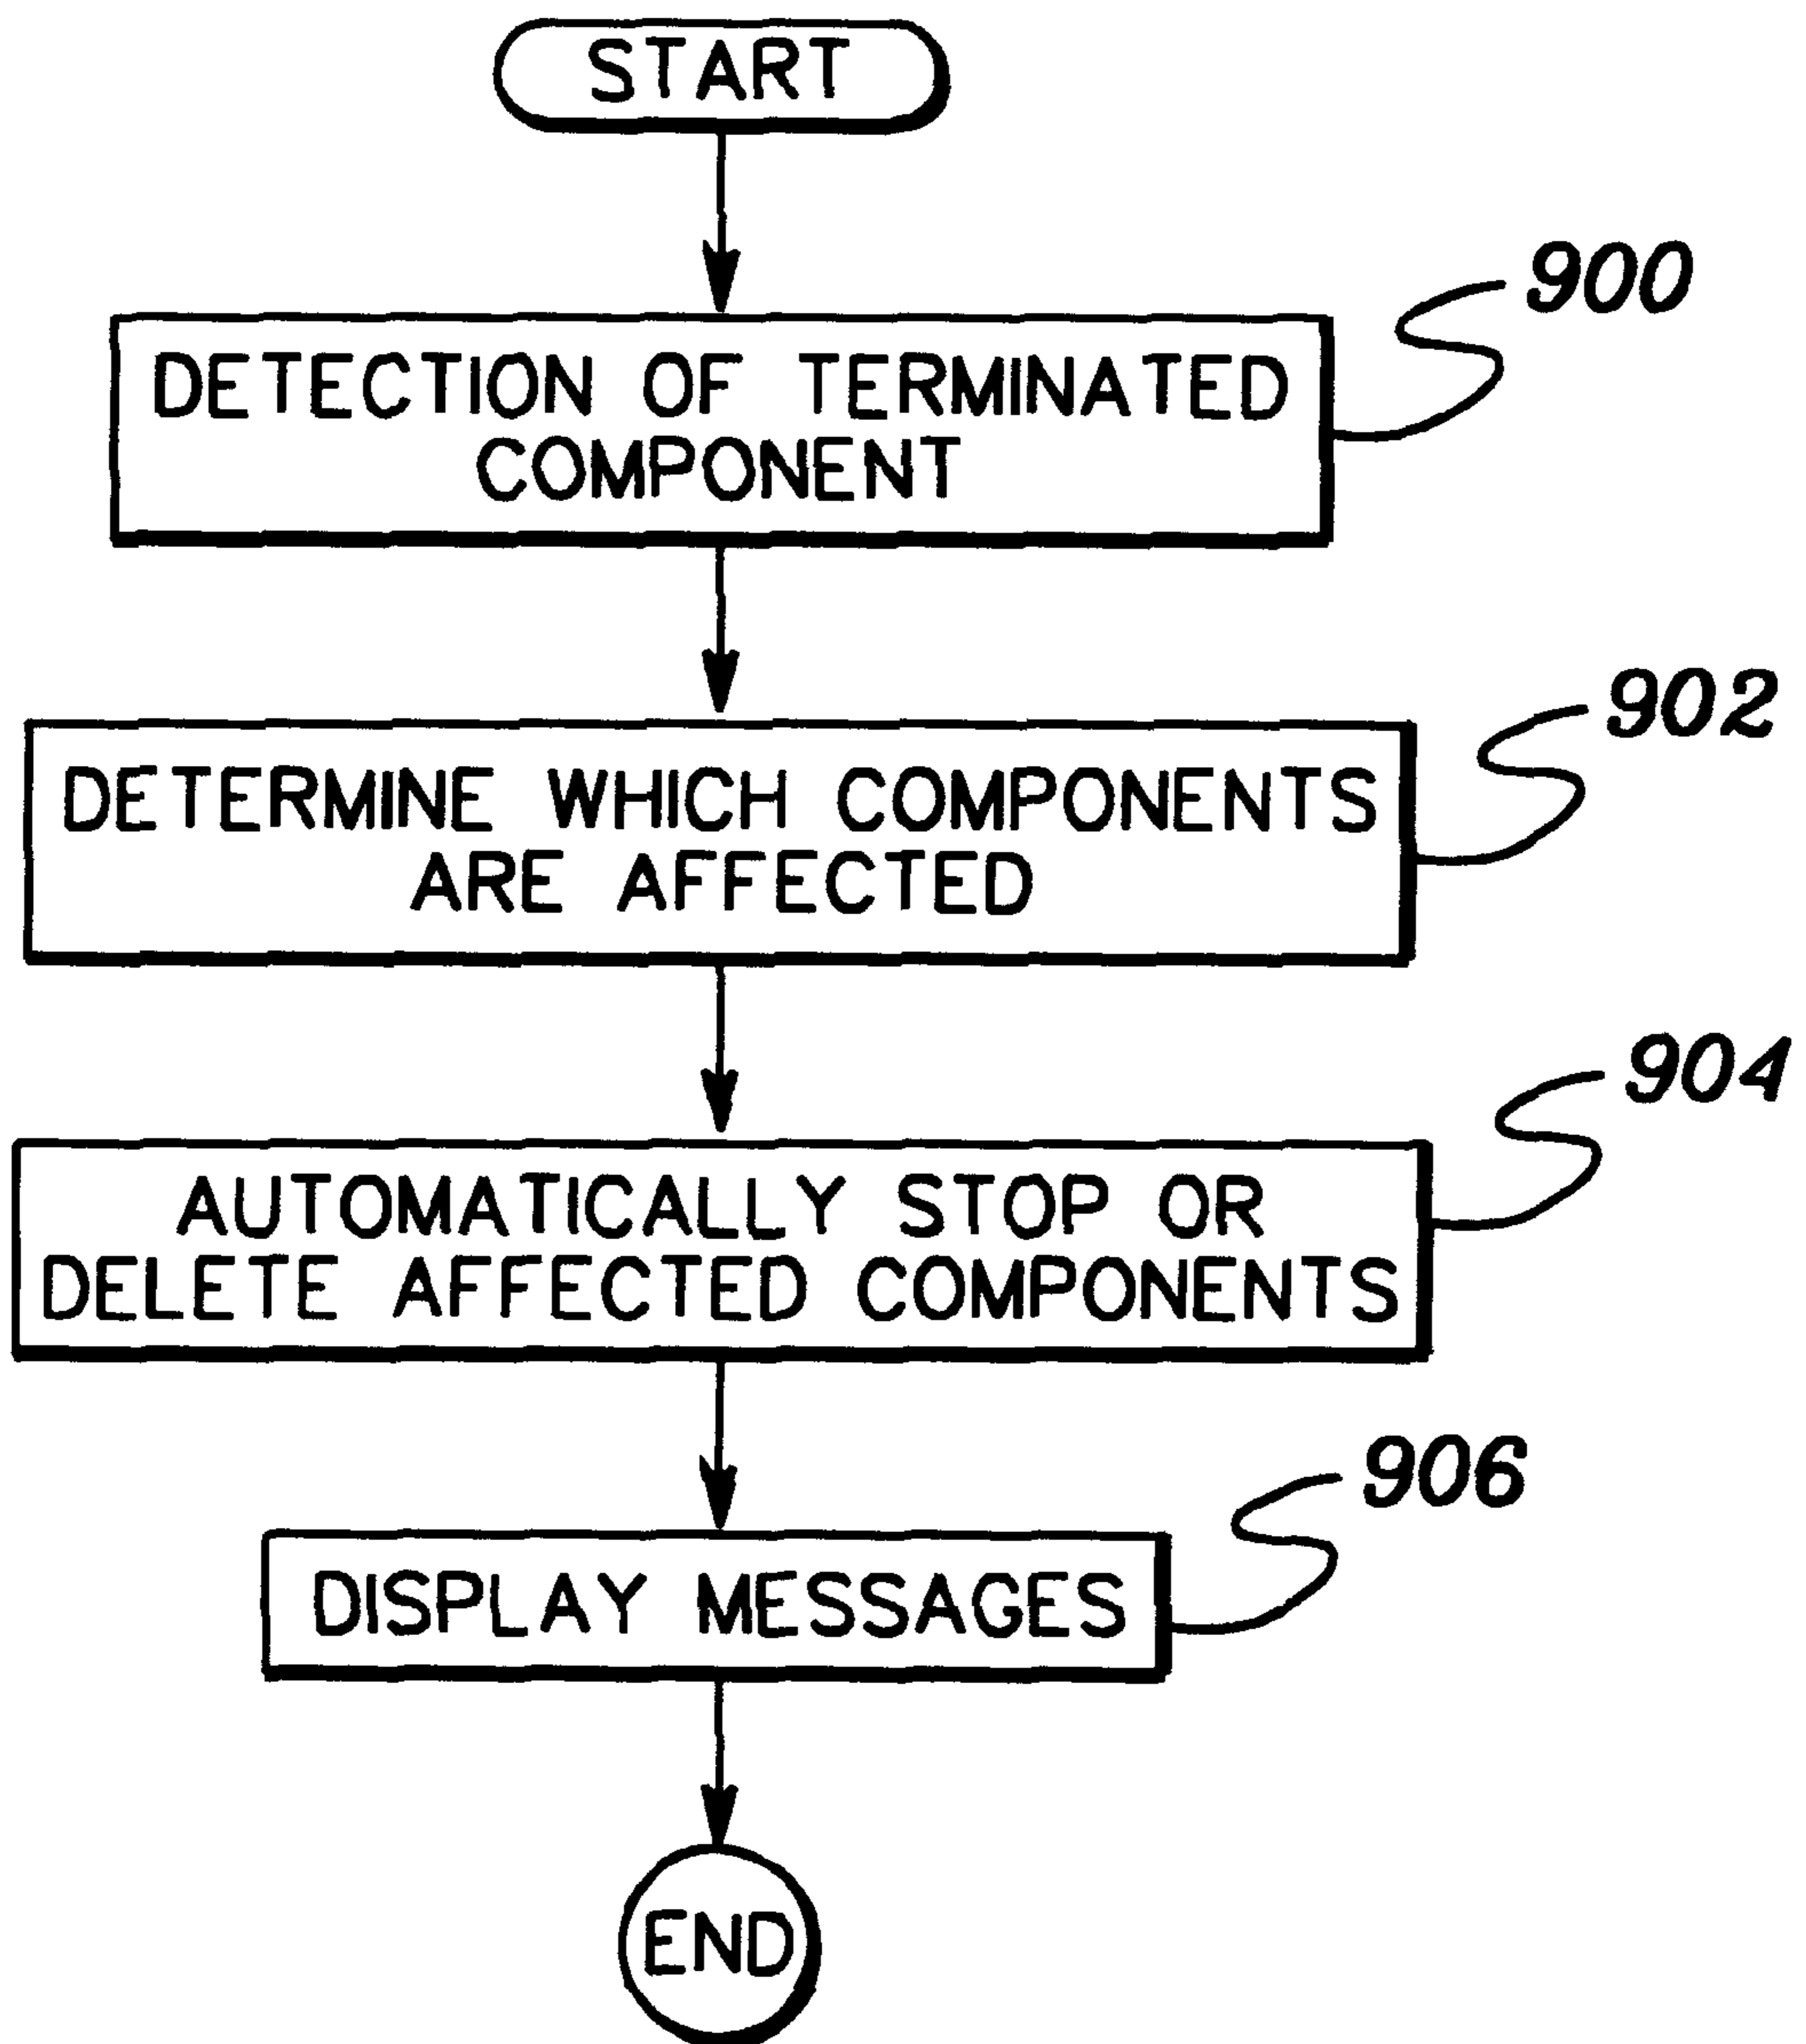 START
900
DETECTION OF TERMINATED
COMPONENT
902
DETERMINE WHICH COMPONENTS
ARE AFFECTED
904
AUTOMATICALLY STOP OR
DELETE AFFECTED COMPONENTS
906
DISPLAY MESSAGES
END